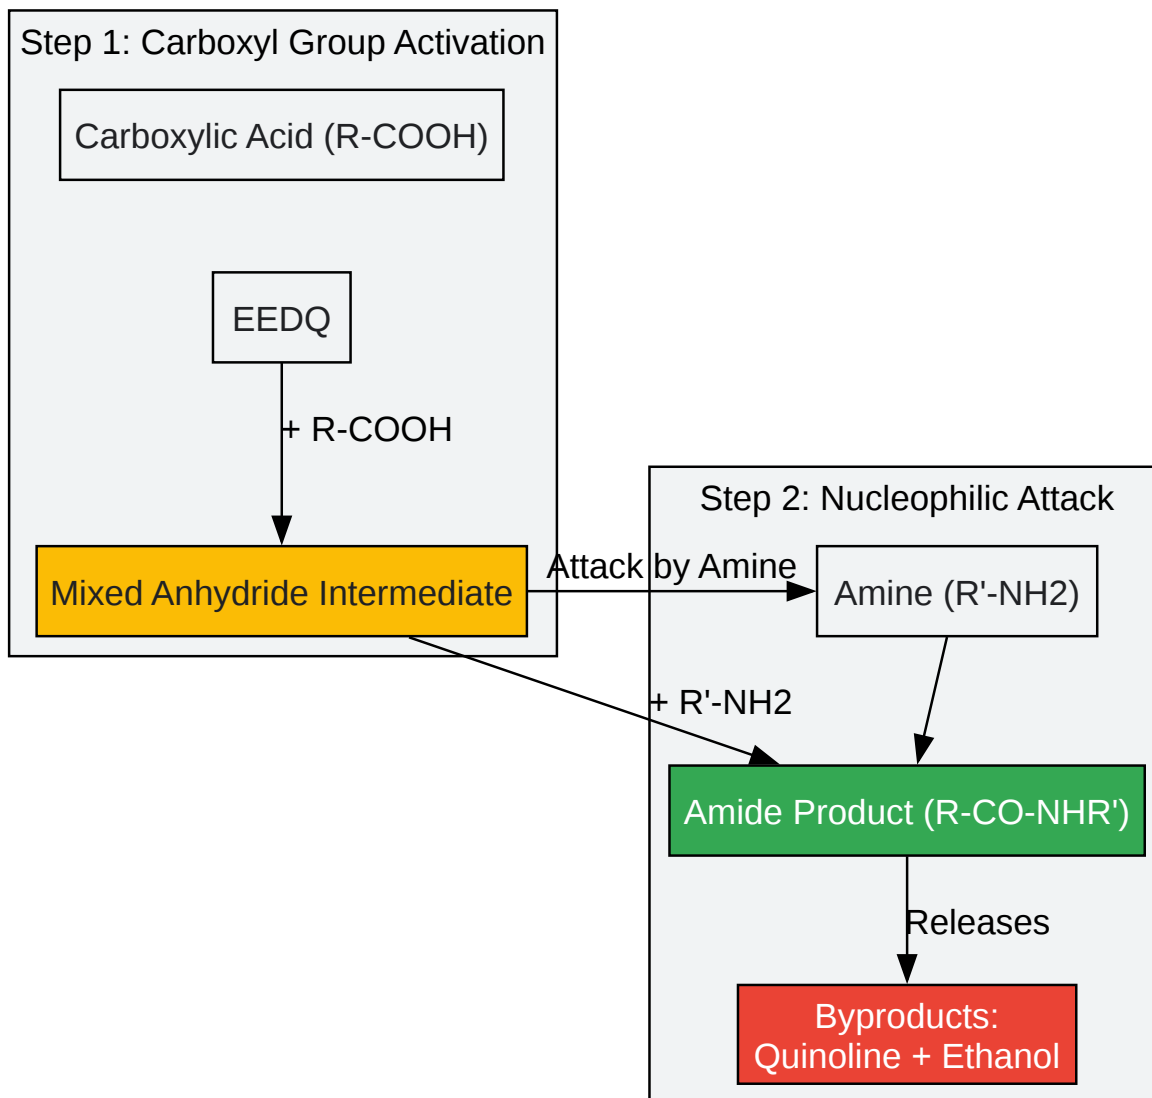 Step 1: Carboxyl Group Activation
Carboxylic Acid (R-COOH)
EEDQ
+ R-COOH
Mixed Anhydride Intermediate
Attack by Amine
Step 2: Nucleophilic Attack
Amine (R'-NH2)
+ R'-NH2
Amide Product (R-CO-NHR')
Releases
Byproducts:
Quinoline + Ethanol